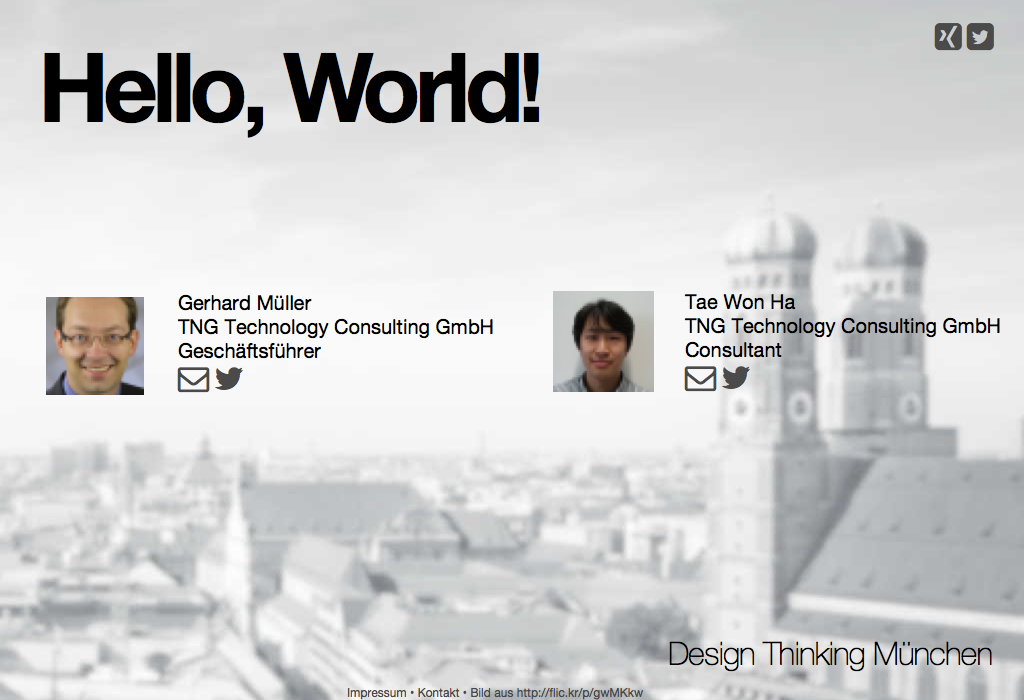 Hello, World!
Gerhard Müller
TNG Technology Consulting GmbH
Geschäftsführer
Tae Won Ha
TNG Technology Consulting GmbH
Consultant
Design Thinking München
Impressum • Kontakt • Bild aus http://flic.kr/p/gwMKkw